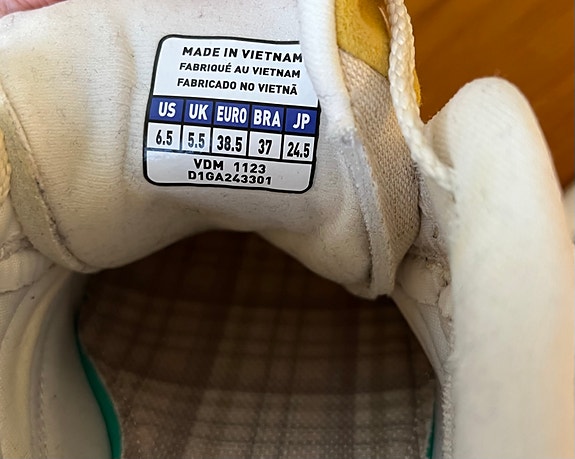 MADE IN VIETNAM
FABRIQUÉ AU VIETNAM
FABRICADO NO VIETNÃ
US UK EURO BRA JP
6.5 5.5 38.5 37 24.5
VDM 1123
D1GA243301